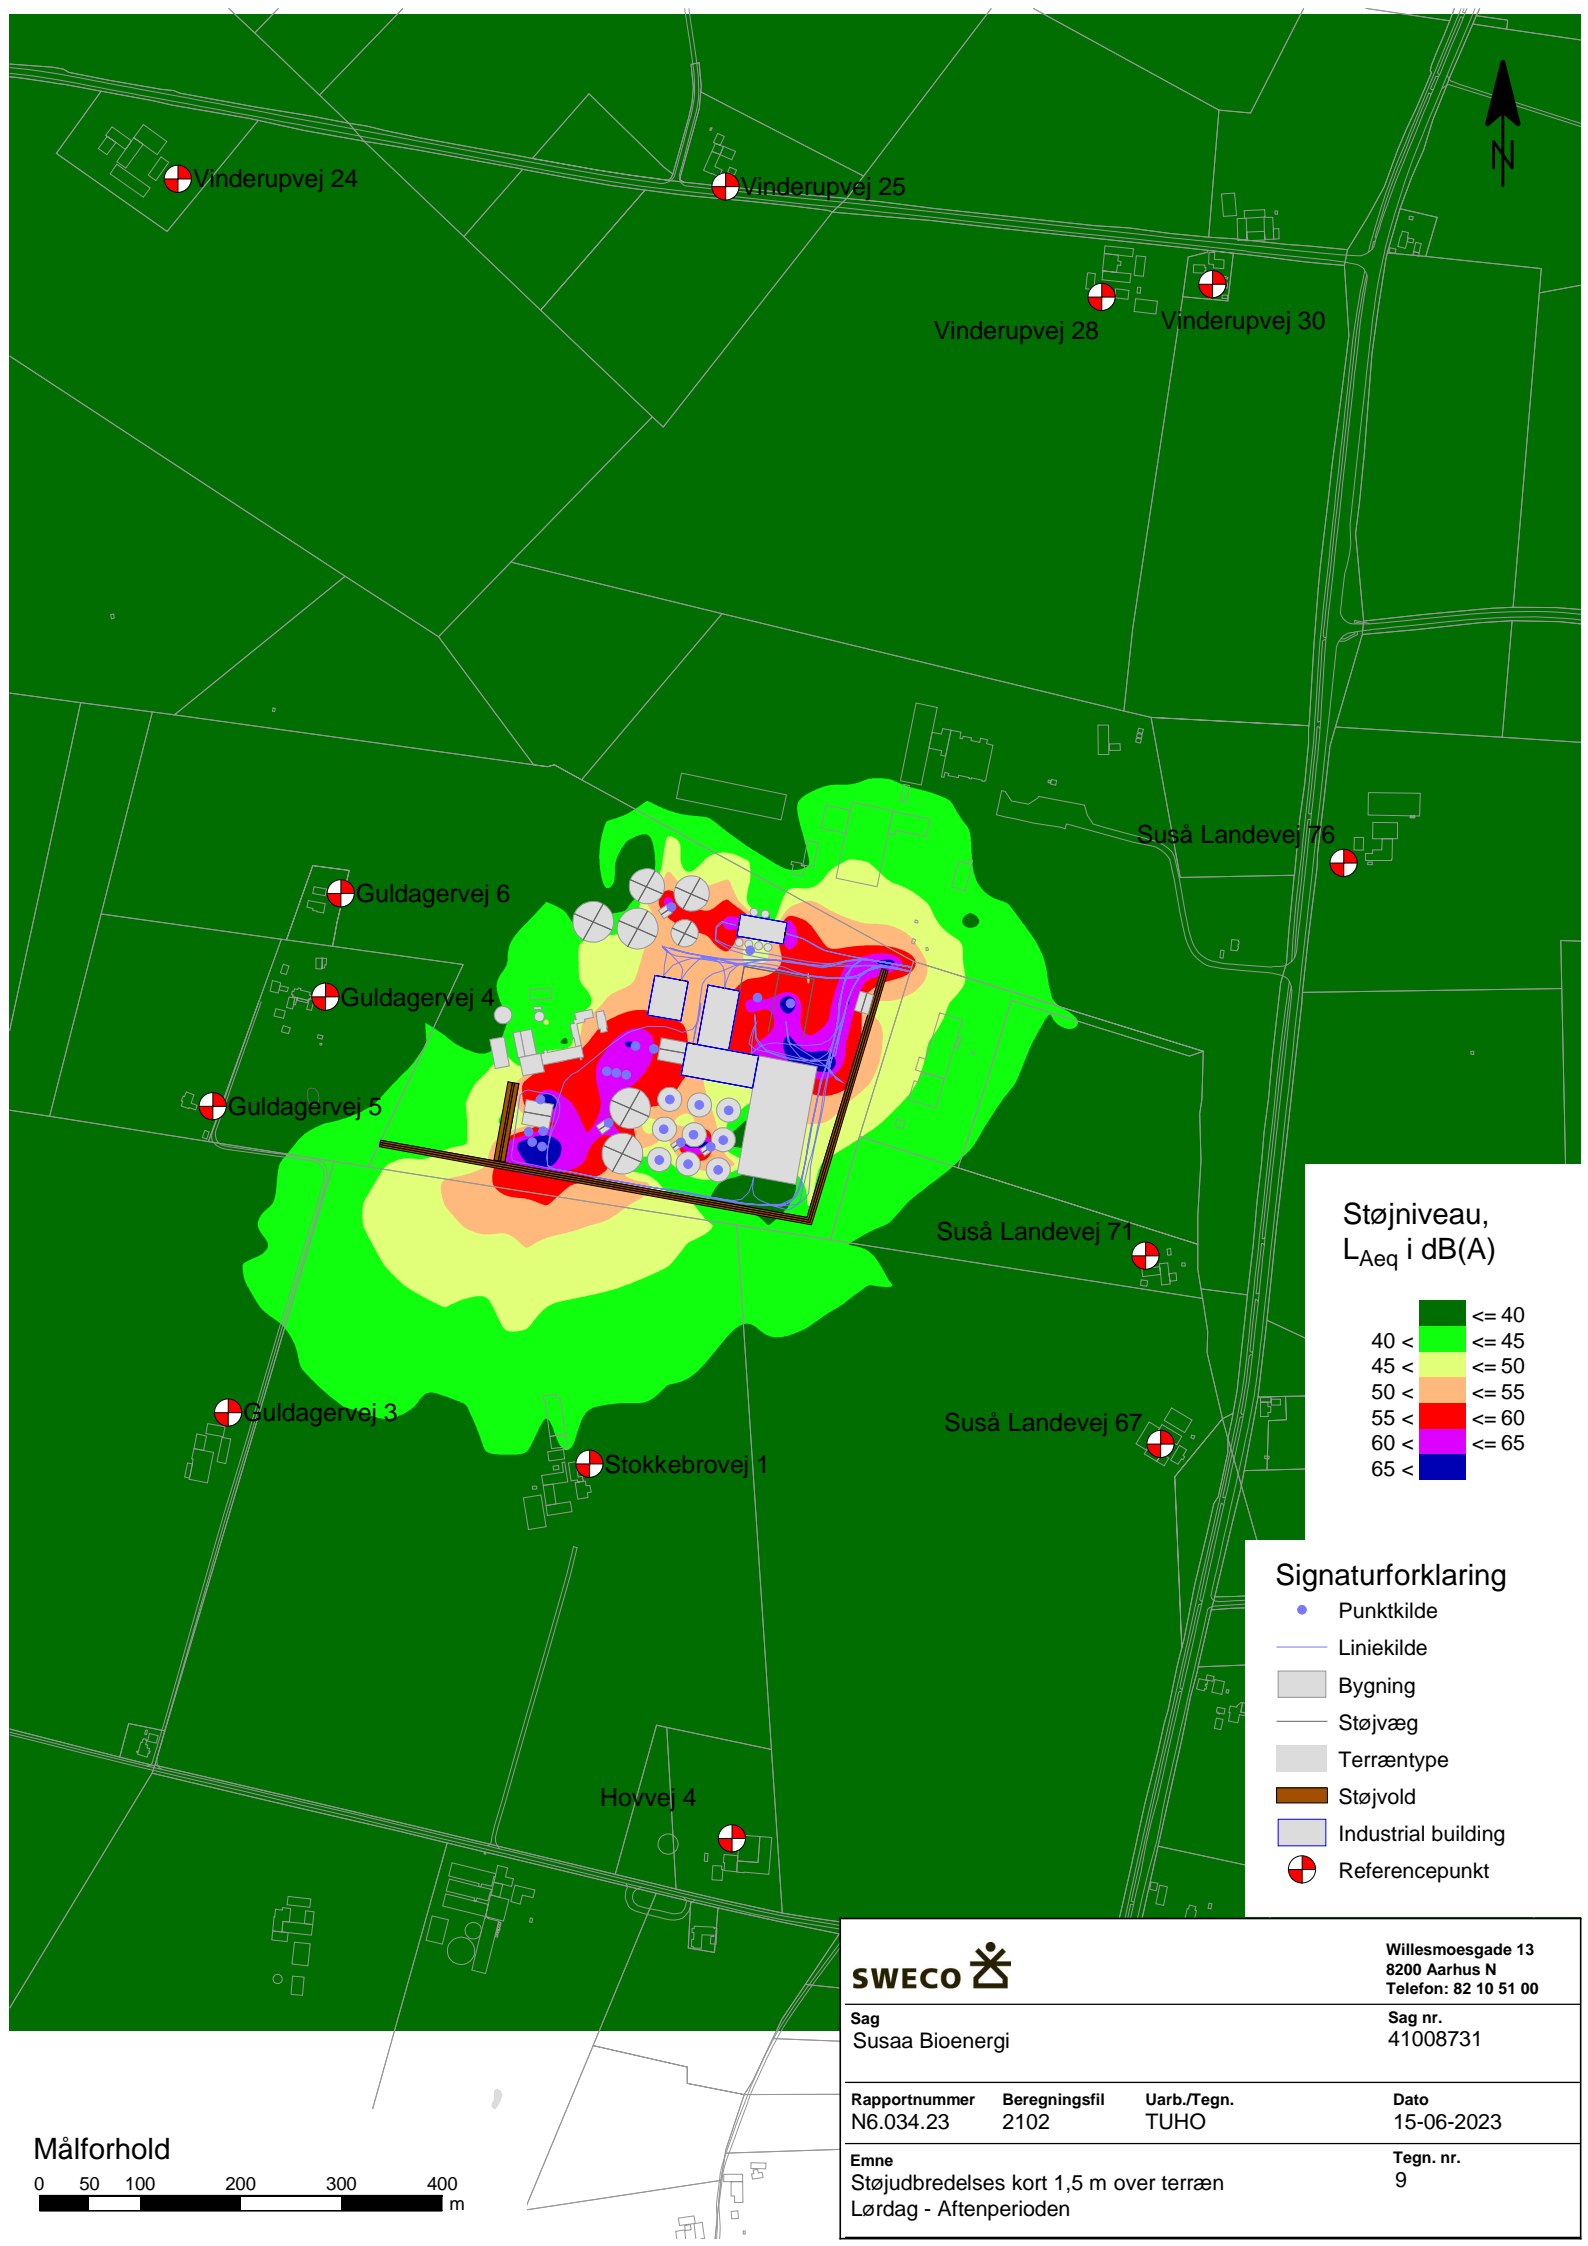 N
Vinderupvej 24
Vinderupvej 25
Vinderupvej 28
Vinderupvej 30
Suså Landevej 76
Guldagervej 6
Guldagervej 4
Guldagervej 5
Suså Landevej 71
Guldagervej 3
Suså Landevej 67
Stokkebrovej 1
Hovvej 4
Støjniveau,
LAeq i dB(A)
<= 40
40 < <= 45
45 < <= 50
50 < <= 55
55 < <= 60
60 < <= 65
65 <
Signaturforklaring
Punktkilde
Liniekilde
Bygning
Støjvæg
Terræntype
Støjvold
Industrial building
Referencepunkt
Målforhold
0 50 100 200 300 400
m
SWECO
Willesmoesgade 13
8200 Aarhus N
Telefon: 82 10 51 00
Sag
Susaa Bioenergi
Sag nr.
41008731
Rapportnummer Beregningsfil Uarb./Tegn. Dato
N6.034.23 2102 TUHO 15-06-2023
Emne
Støjudbredelses kort 1,5 m over terræn
Lørdag - Aftenperioden
Tegn. nr.
9